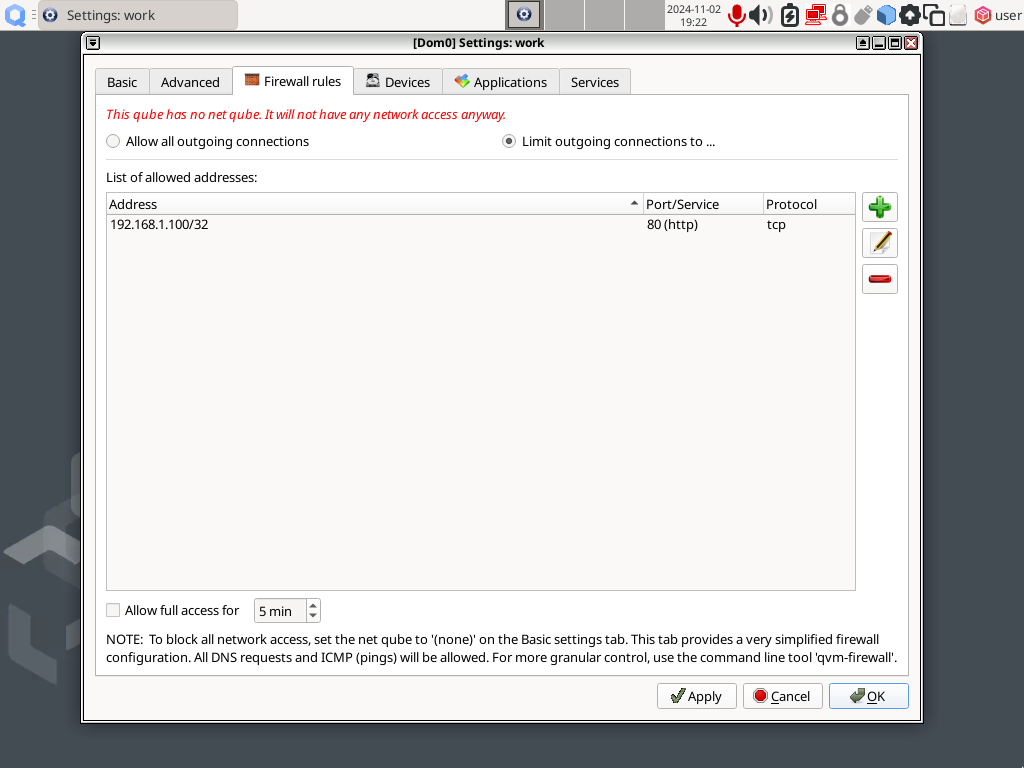 Settings: work
2024-11-02
19:22
user
[Dom0] Settings: work
Basic
Advanced
Firewall rules
Devices
Applications
Services
This qube has no net qube. It will not have any network access anyway.
Allow all outgoing connections
Limit outgoing connections to ...
List of allowed addresses:
Address Port/Service Protocol
192.168.1.100/32 80 (http) tcp
Allow full access for 5 min
NOTE: To block all network access, set the net qube to '(none)' on the Basic settings tab. This tab provides a very simplified firewall
configuration. All DNS requests and ICMP (pings) will be allowed. For more granular control, use the command line tool 'qvm-firewall'.
Apply
Cancel
OK